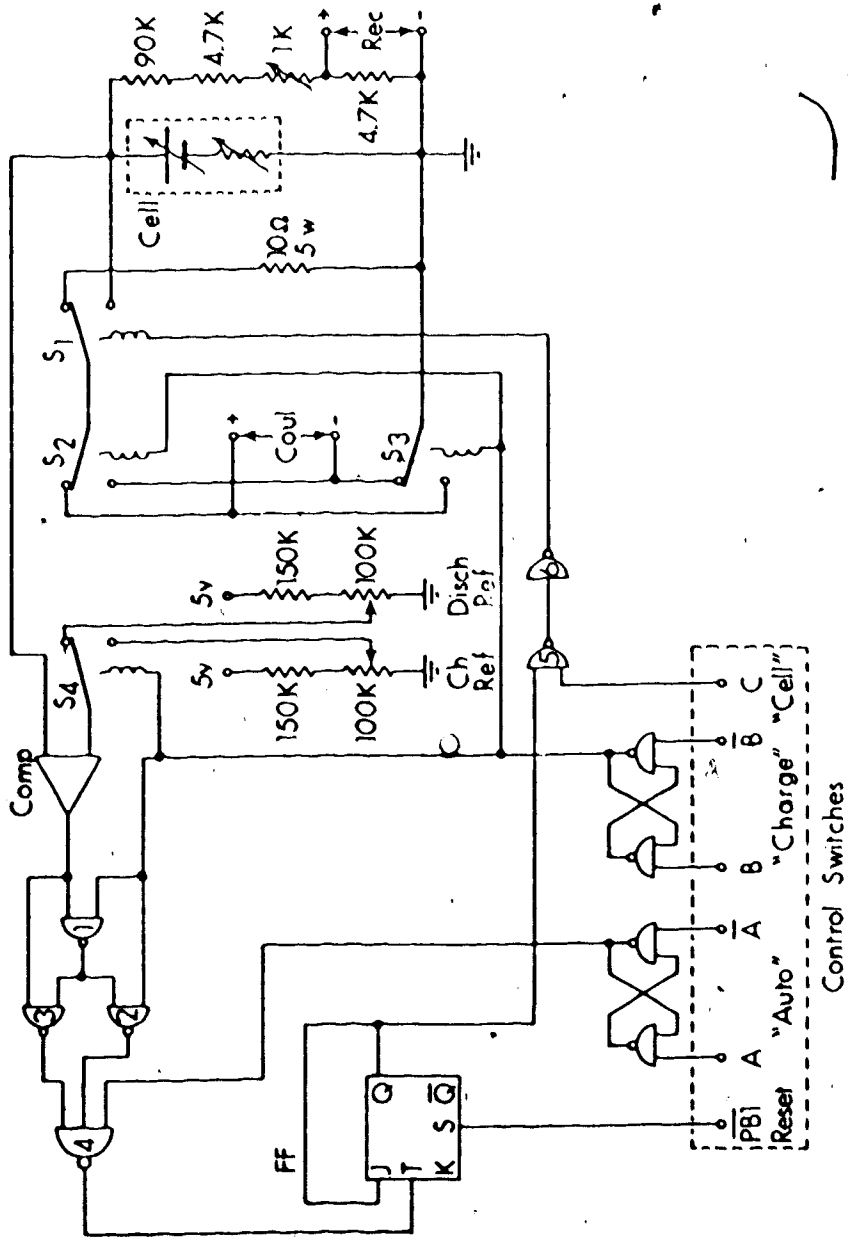 Comp
S4
5v
150K
100K
Ch
Ref
5v
150K
100K
Disch
S2
S1
+
Coul
-
S3
10Ω
5w
Cell
90K
4.7K
1K
4.7K
+
Rec
-
1
2
3
4
5
FF
J
Q
T
K
S
Q̅
P̅B̅1̅
Reset
A
A̅
"Auto"
B
B̅
"Charge"
C
"Cell"
Control Switches